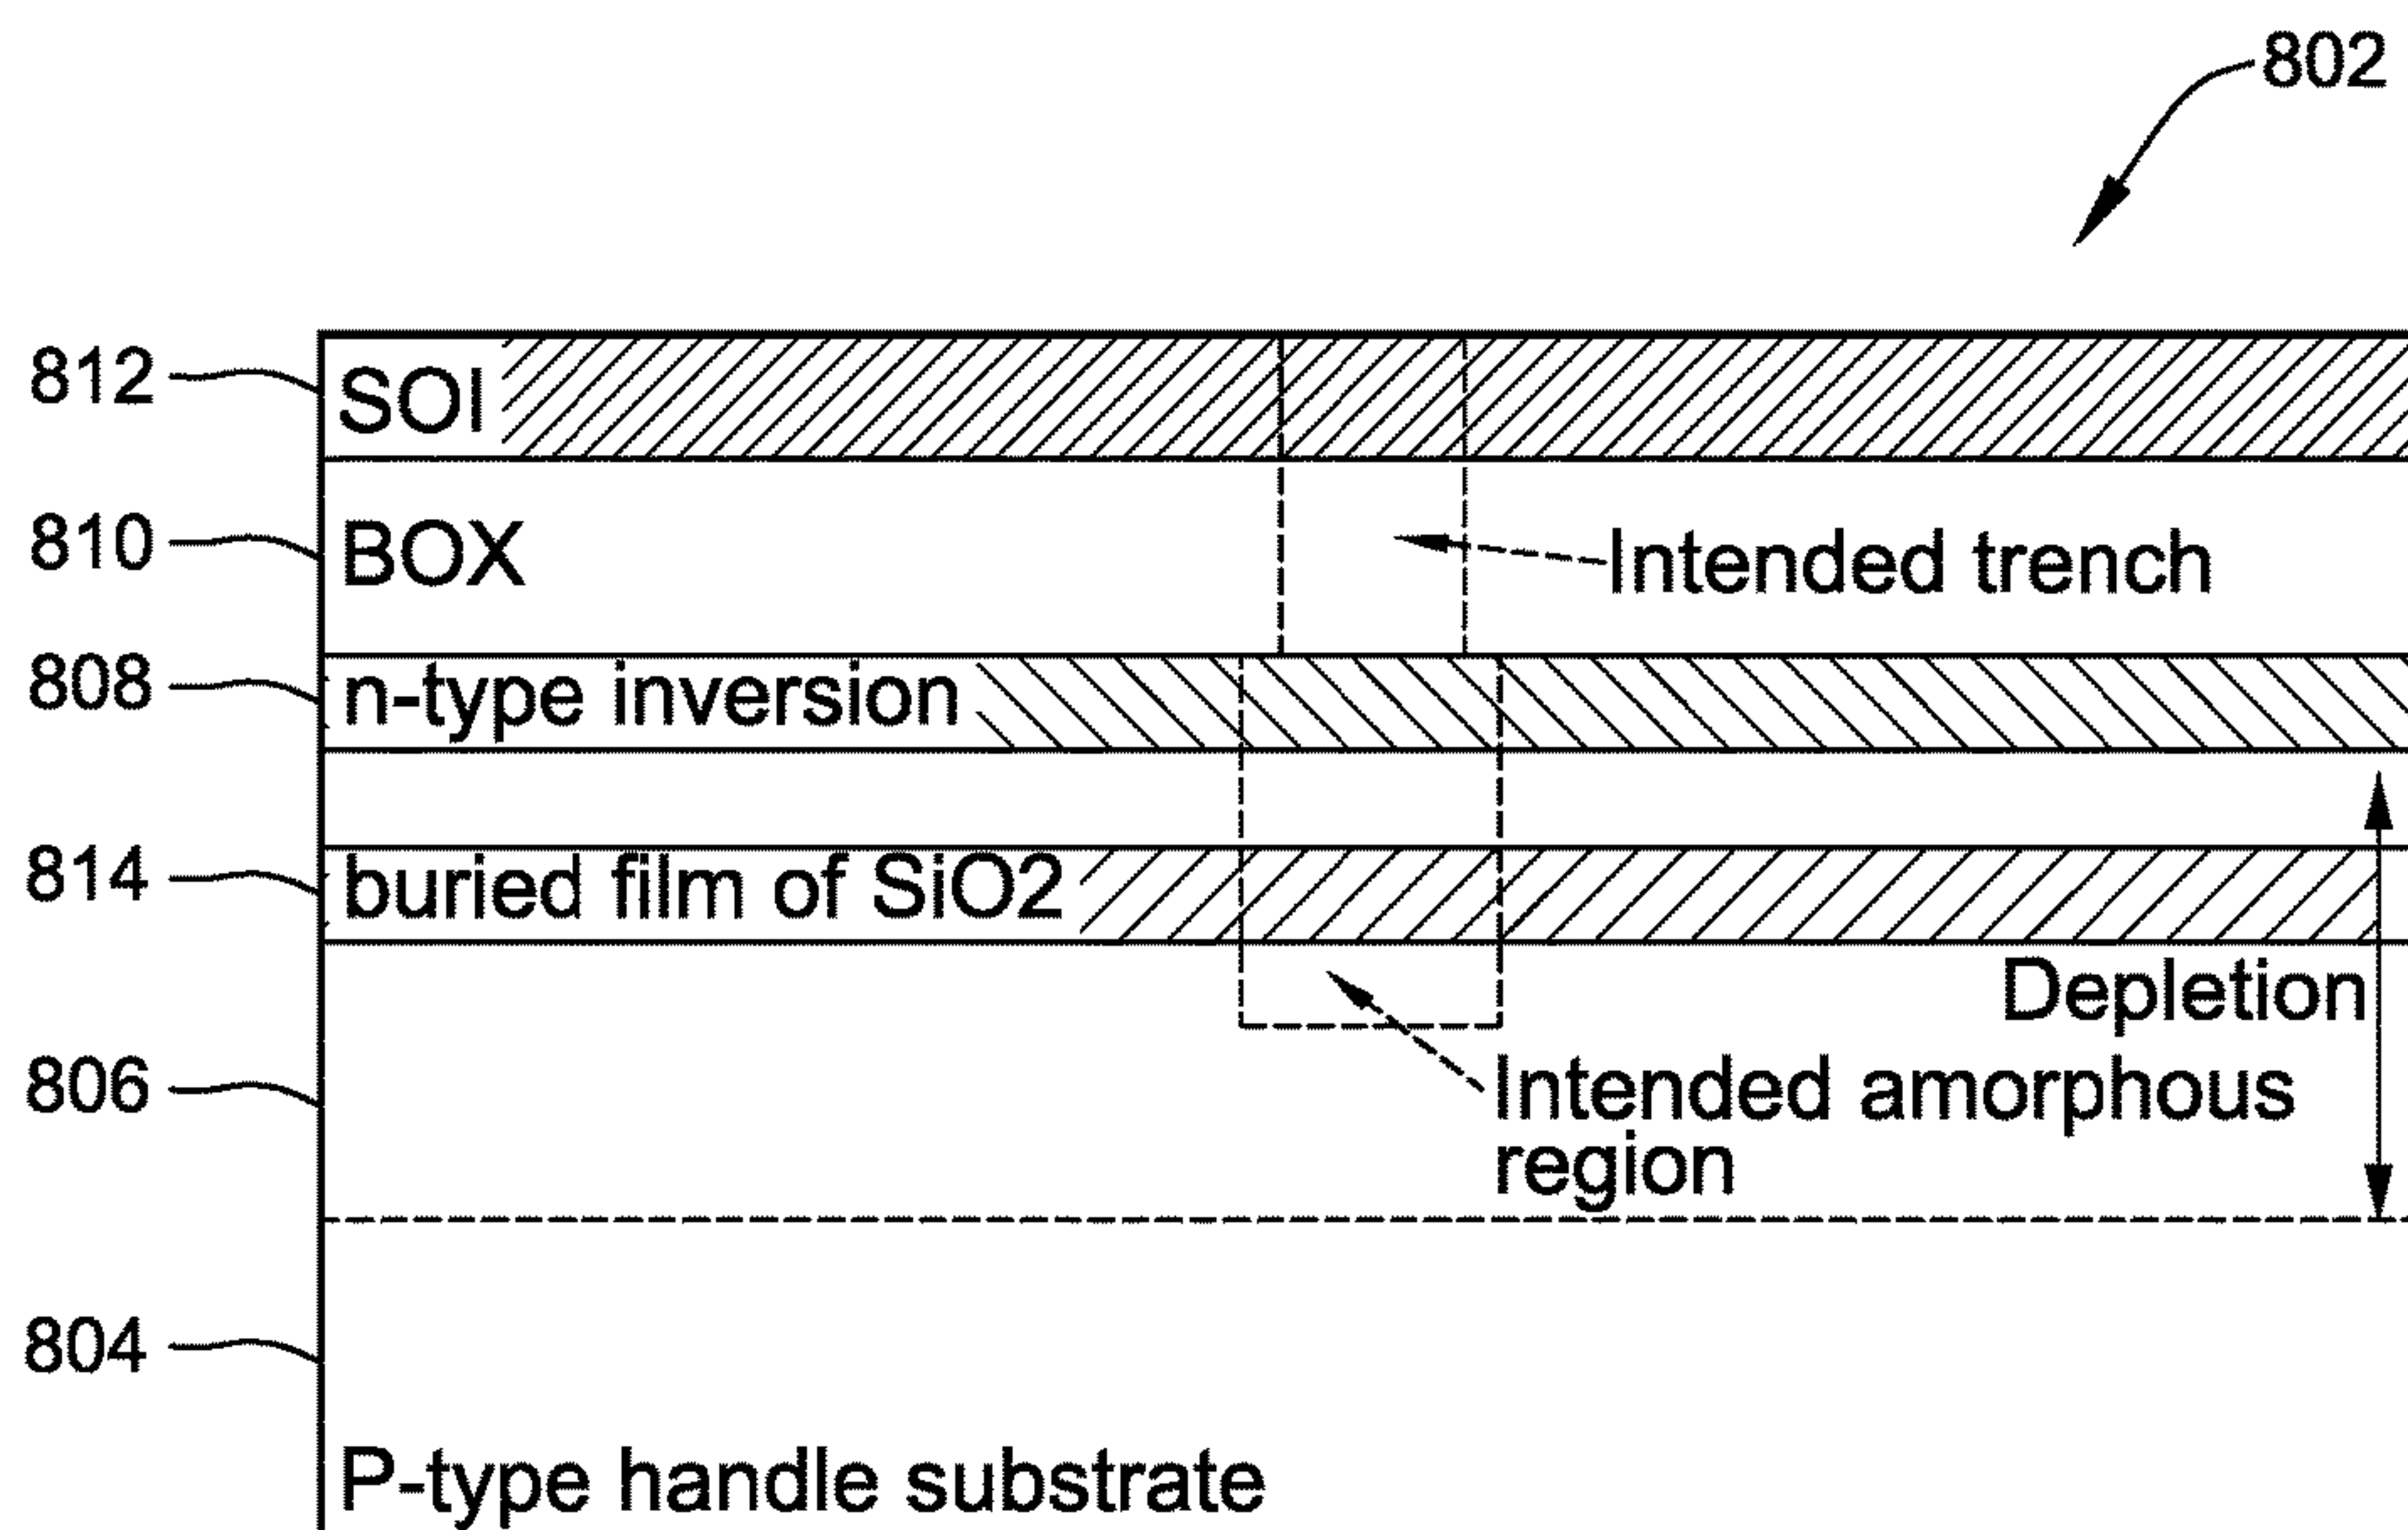 802
812
SOI
810
BOX
Intended trench
808
n-type inversion
814
buried film of SiO2
Depletion
806
Intended amorphous
region
804
P-type handle substrate